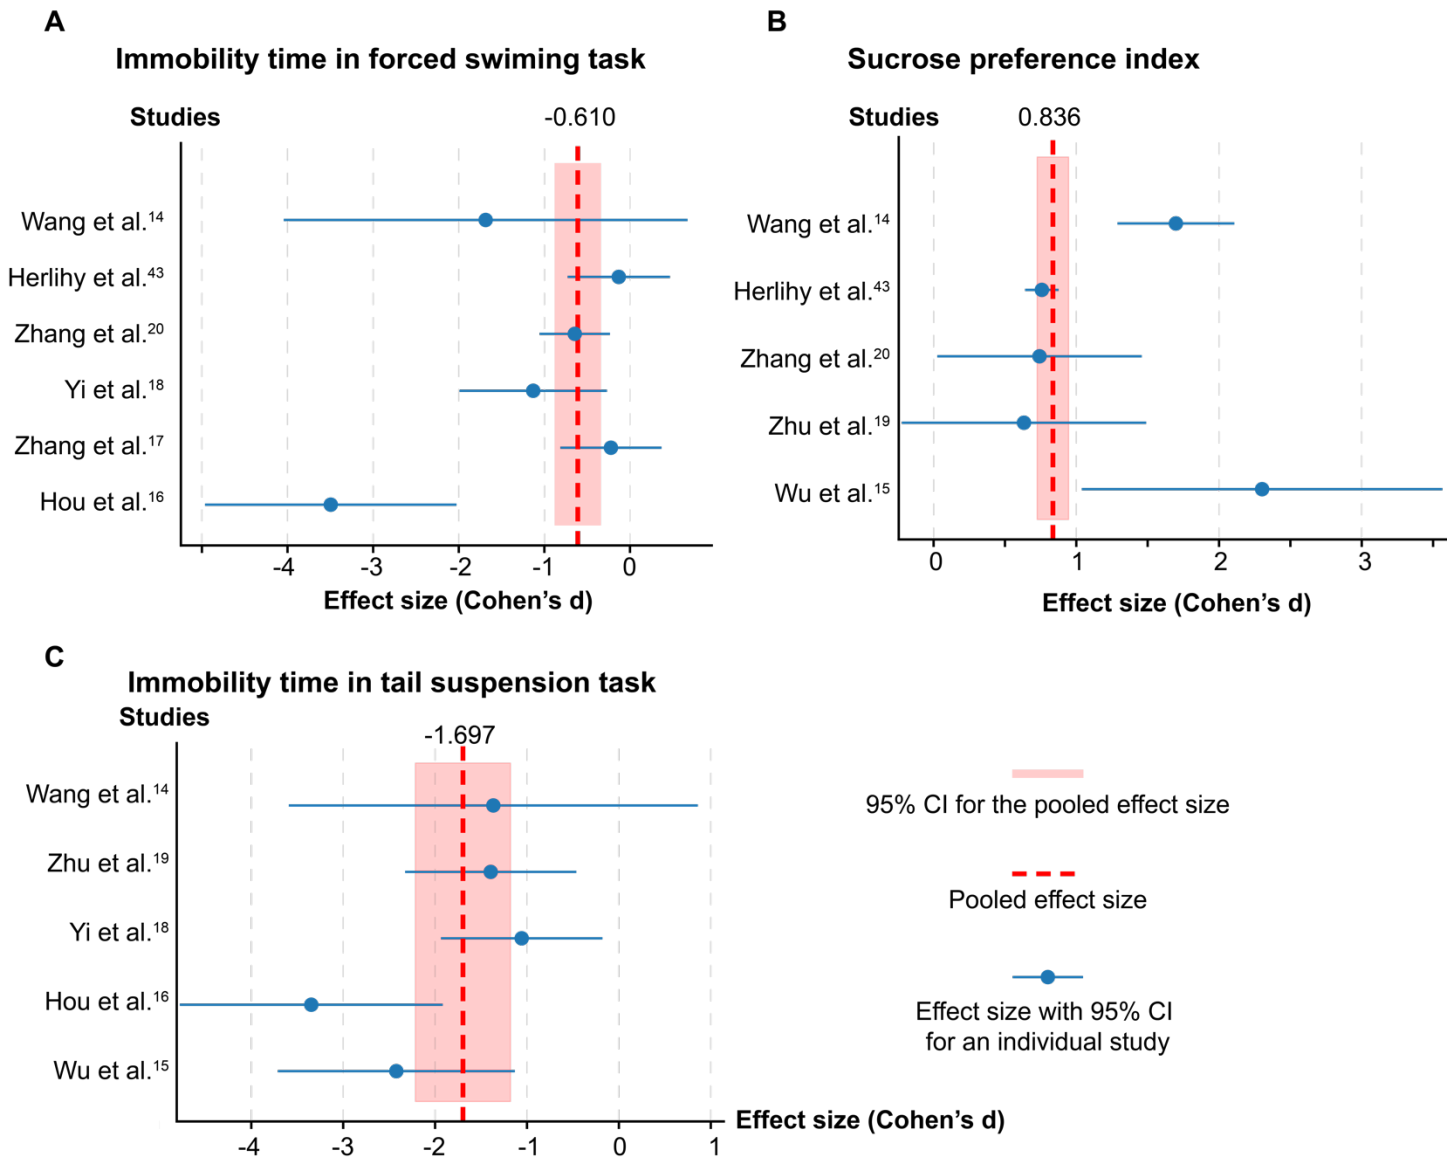 A
Immobility time in forced swiming task
Studies
-0.610
Wang et al.14
Herlihy et al.43
Zhang et al.20
Yi et al.18
Zhang et al.17
Hou et al.16
-4 -3 -2 -1 0
Effect size (Cohen’s d)
B
Sucrose preference index
Studies
0.836
Wang et al.14
Herlihy et al.43
Zhang et al.20
Zhu et al.19
Wu et al.15
0 1 2 3
Effect size (Cohen’s d)
C
Immobility time in tail suspension task
Studies
-1.697
Wang et al.14
Zhu et al.19
Yi et al.18
Hou et al.16
Wu et al.15
-4 -3 -2 -1 0 1
Effect size (Cohen’s d)
95% CI for the pooled effect size
Pooled effect size
Effect size with 95% CI
for an individual study